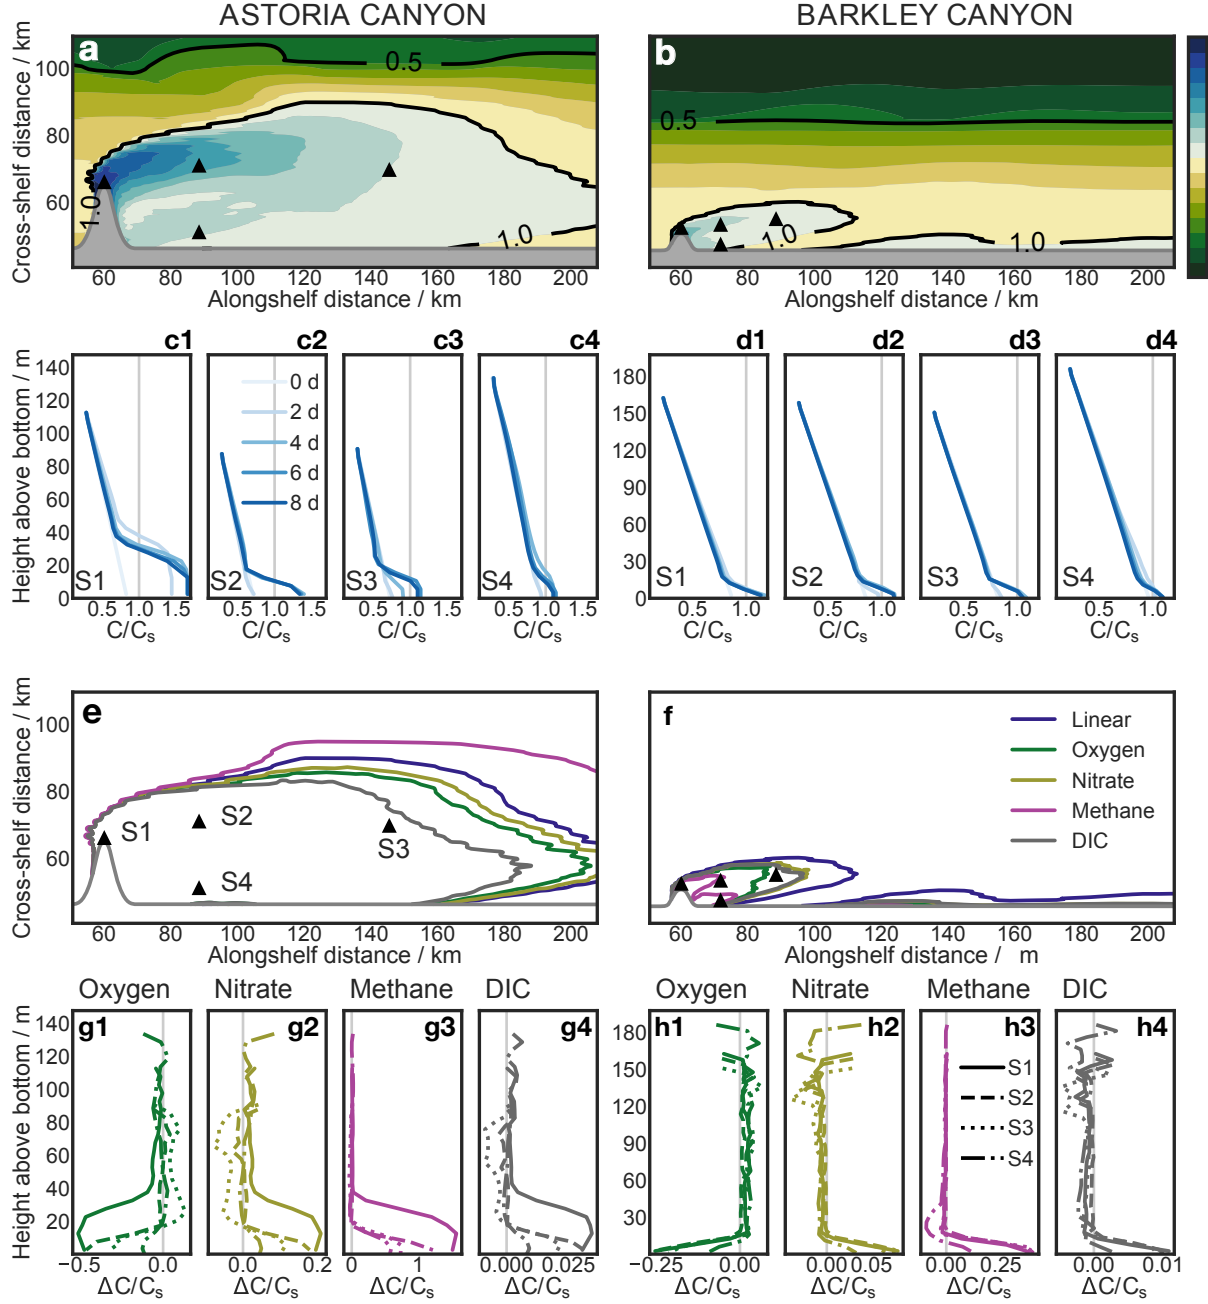 ASTORIA CANYON
BARKLEY CANYON
a
b
Cross-shelf distance / km
100
80
60
0.5
1.0
1.0
0.5
1.0
1.0
60 80 100 120 140 160 180 200
60 80 100 120 140 160 180 200
Alongshelf distance / km
Alongshelf distance / km
c1 c2 c3 c4 d1 d2 d3 d4
Height above bottom / m
140
120
100
80
60
40
20
0
0 d
2 d
4 d
6 d
8 d
180
150
120
90
60
30
0
S1 S2 S3 S4 S1 S2 S3 S4
0.5 1.0 1.5 0.5 1.0 1.5 0.5 1.0 1.5 0.5 1.0 1.5 0.5 1.0 0.5 1.0 0.5 1.0 0.5 1.0
C/Cs C/Cs C/Cs C/Cs C/Cs C/Cs C/Cs C/Cs
e
f
Cross-shelf distance / km
100
80
60
S1
S2
S3
S4
Linear
Oxygen
Nitrate
Methane
DIC
60 80 100 120 140 160 180 200
60 80 100 120 140 160 180 200
Alongshelf distance / km
Alongshelf distance / m
Oxygen Nitrate Methane DIC Oxygen Nitrate Methane DIC
g1 g2 g3 g4 h1 h2 h3 h4
Height above bottom / m
140
120
100
80
60
40
20
180
150
120
90
60
30
S1
S2
S3
S4
−0.5 0.0 0.0 0.2 0 1 0.000 0.025 −0.25 0.00 0.000 0.05 0.00 0.25 0.00 0.01
ΔC/Cs ΔC/Cs ΔC/Cs ΔC/Cs ΔC/Cs ΔC/Cs ΔC/Cs ΔC/Cs